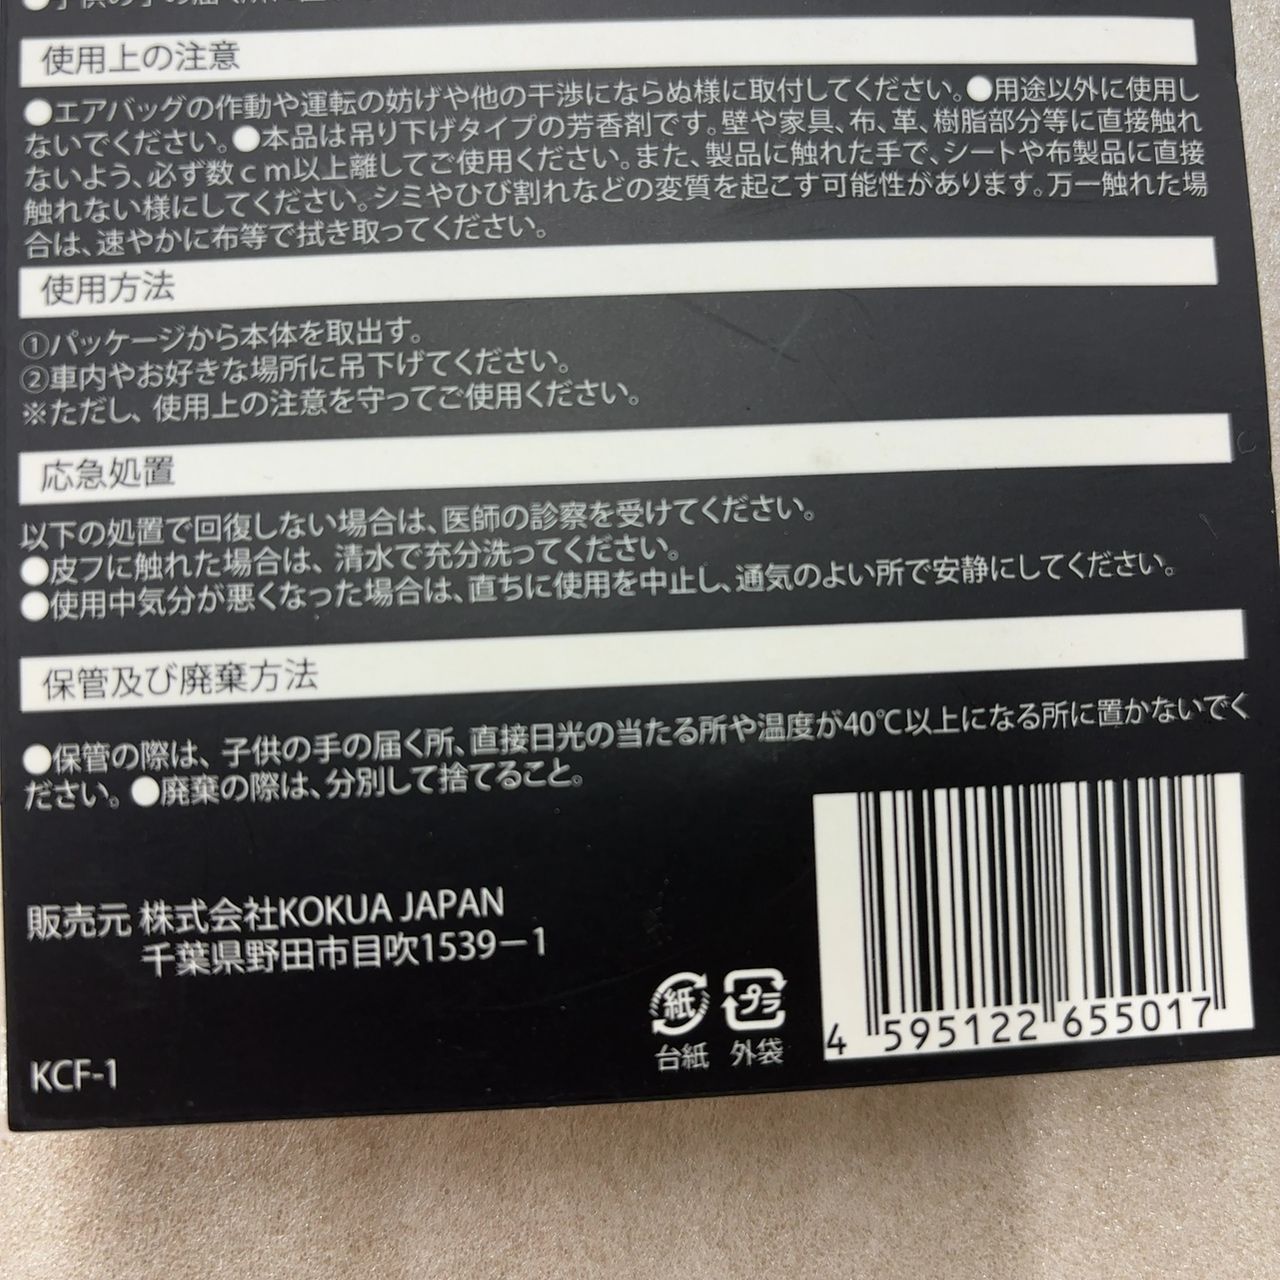 使用上の注意
●エアバッグの作動や運転の妨げや他の干渉にならぬ様に取付してください。●用途以外に使用し
ないでください。●本品は吊り下げタイプの芳香剤です。壁や家具、布、革、樹脂部分等に直接触れ
ないよう、必ず数cm以上離してご使用ください。また、製品に触れた手で、シートや布製品に直接
触れない様にしてください。シミやひび割れなどの変質を起こす可能性があります。万一触れた場
合は、速やかに布等で拭き取ってください。
使用方法
①パッケージから本体を取出す。
②車内やお好きな場所に吊下げてください。
※ただし、使用上の注意を守ってご使用ください。
応急処置
以下の処置で回復しない場合は、医師の診察を受けてください。
●皮フに触れた場合は、清水で充分洗ってください。
●使用中気分が悪くなった場合は、直ちに使用を中止し、通気のよい所で安静にしてください。
保管及び廃棄方法
●保管の際は、子供の手の届く所、直接日光の当たる所や温度が40℃以上になる所に置かないでく
ださい。●廃棄の際は、分別して捨てること。
販売元 株式会社KOKUA JAPAN
千葉県野田市目吹1539−1
紙 プラ
台紙 外袋
4 595122 655017
KCF-1